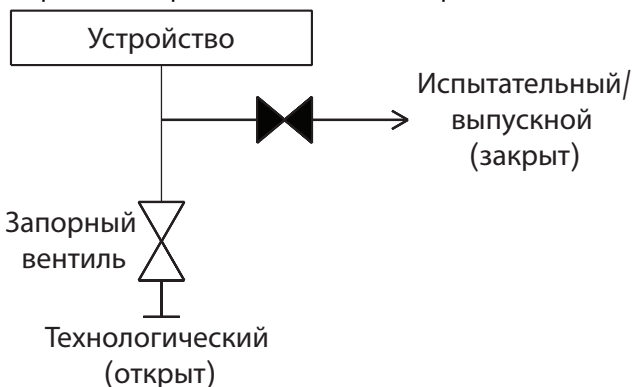 Устройство
Испытательный/
выпускной
(закрыт)
Запорный
вентиль
Технологический
(открыт)